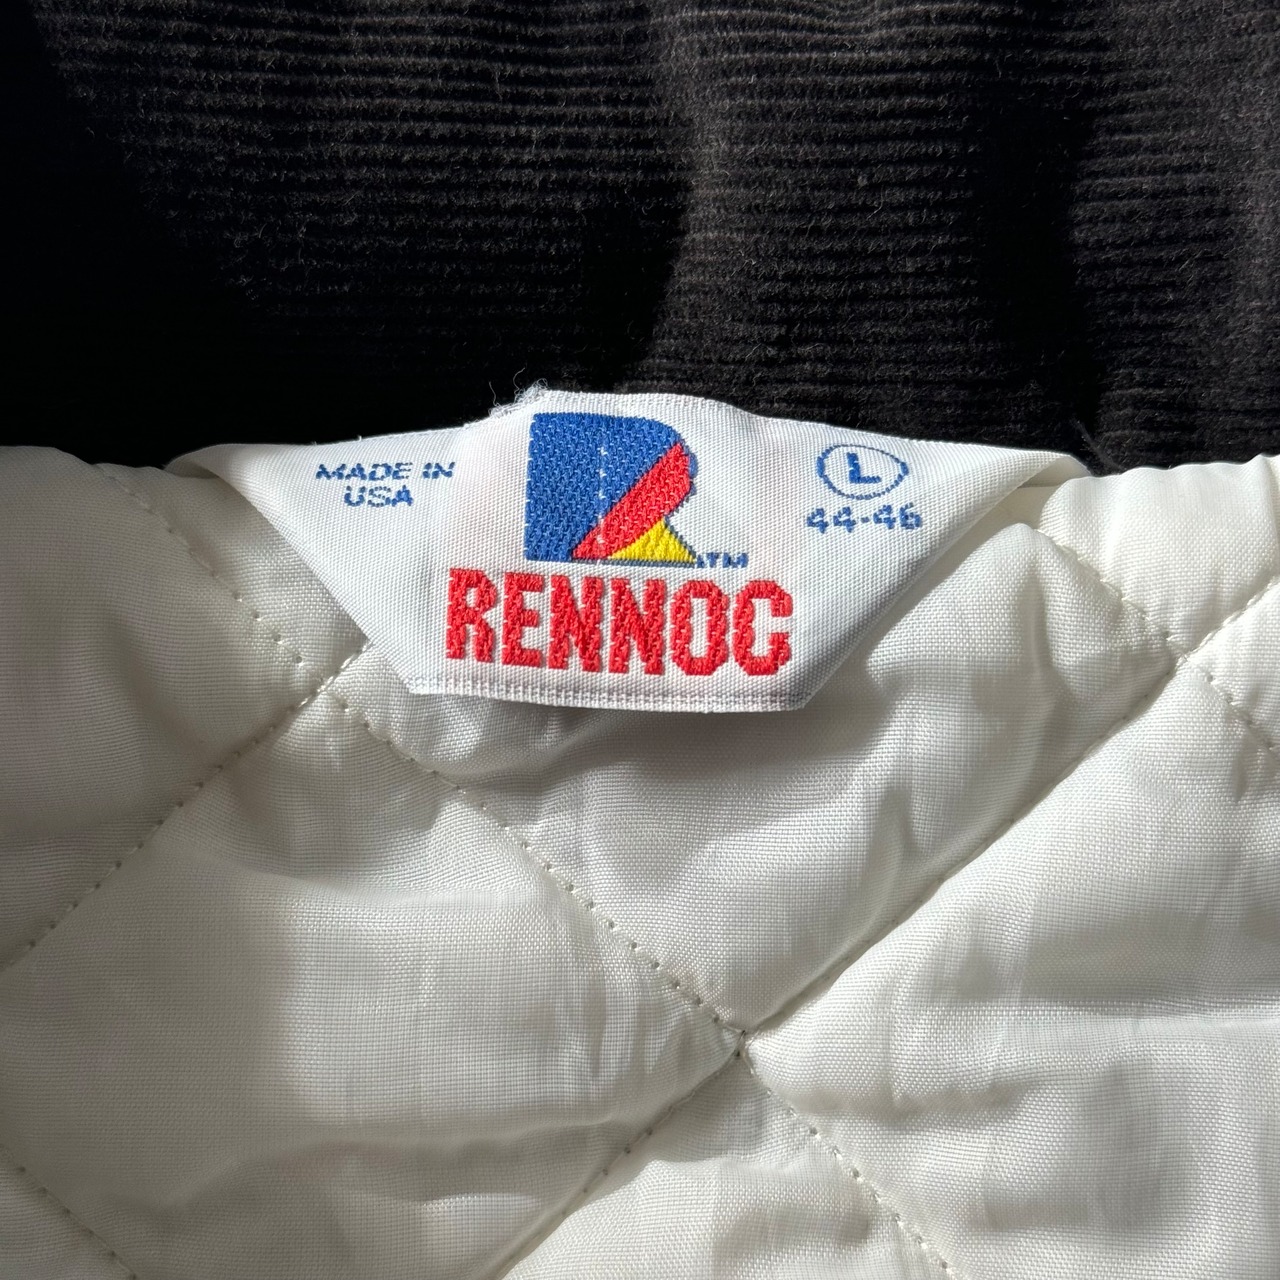 MADE IN
USA
L
44-46
TM
RENNOC